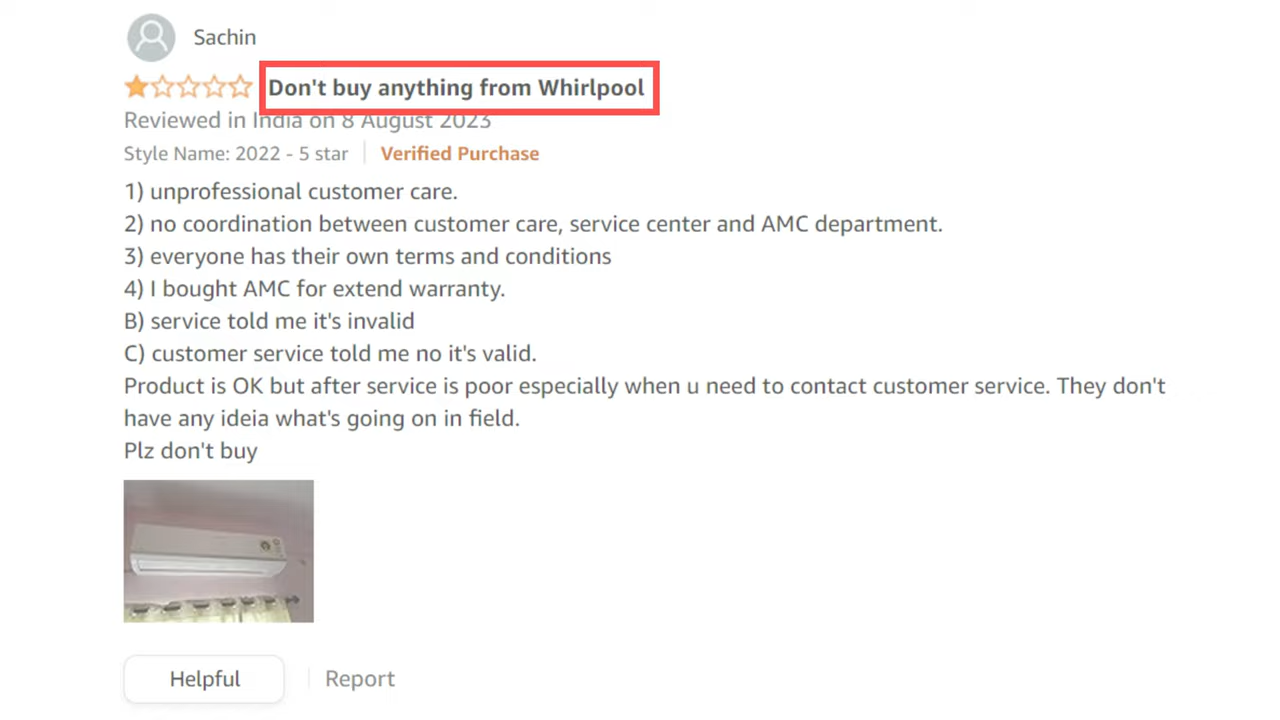 Sachin
Don't buy anything from Whirlpool
Reviewed in India on 8 August 2023
Style Name: 2022 - 5 star Verified Purchase
1) unprofessional customer care.
2) no coordination between customer care, service center and AMC department.
3) everyone has their own terms and conditions
4) I bought AMC for extend warranty.
B) service told me it's invalid
C) customer service told me no it's valid.
Product is OK but after service is poor especially when u need to contact customer service. They don't
have any ideia what's going on in field.
Plz don't buy
Helpful Report